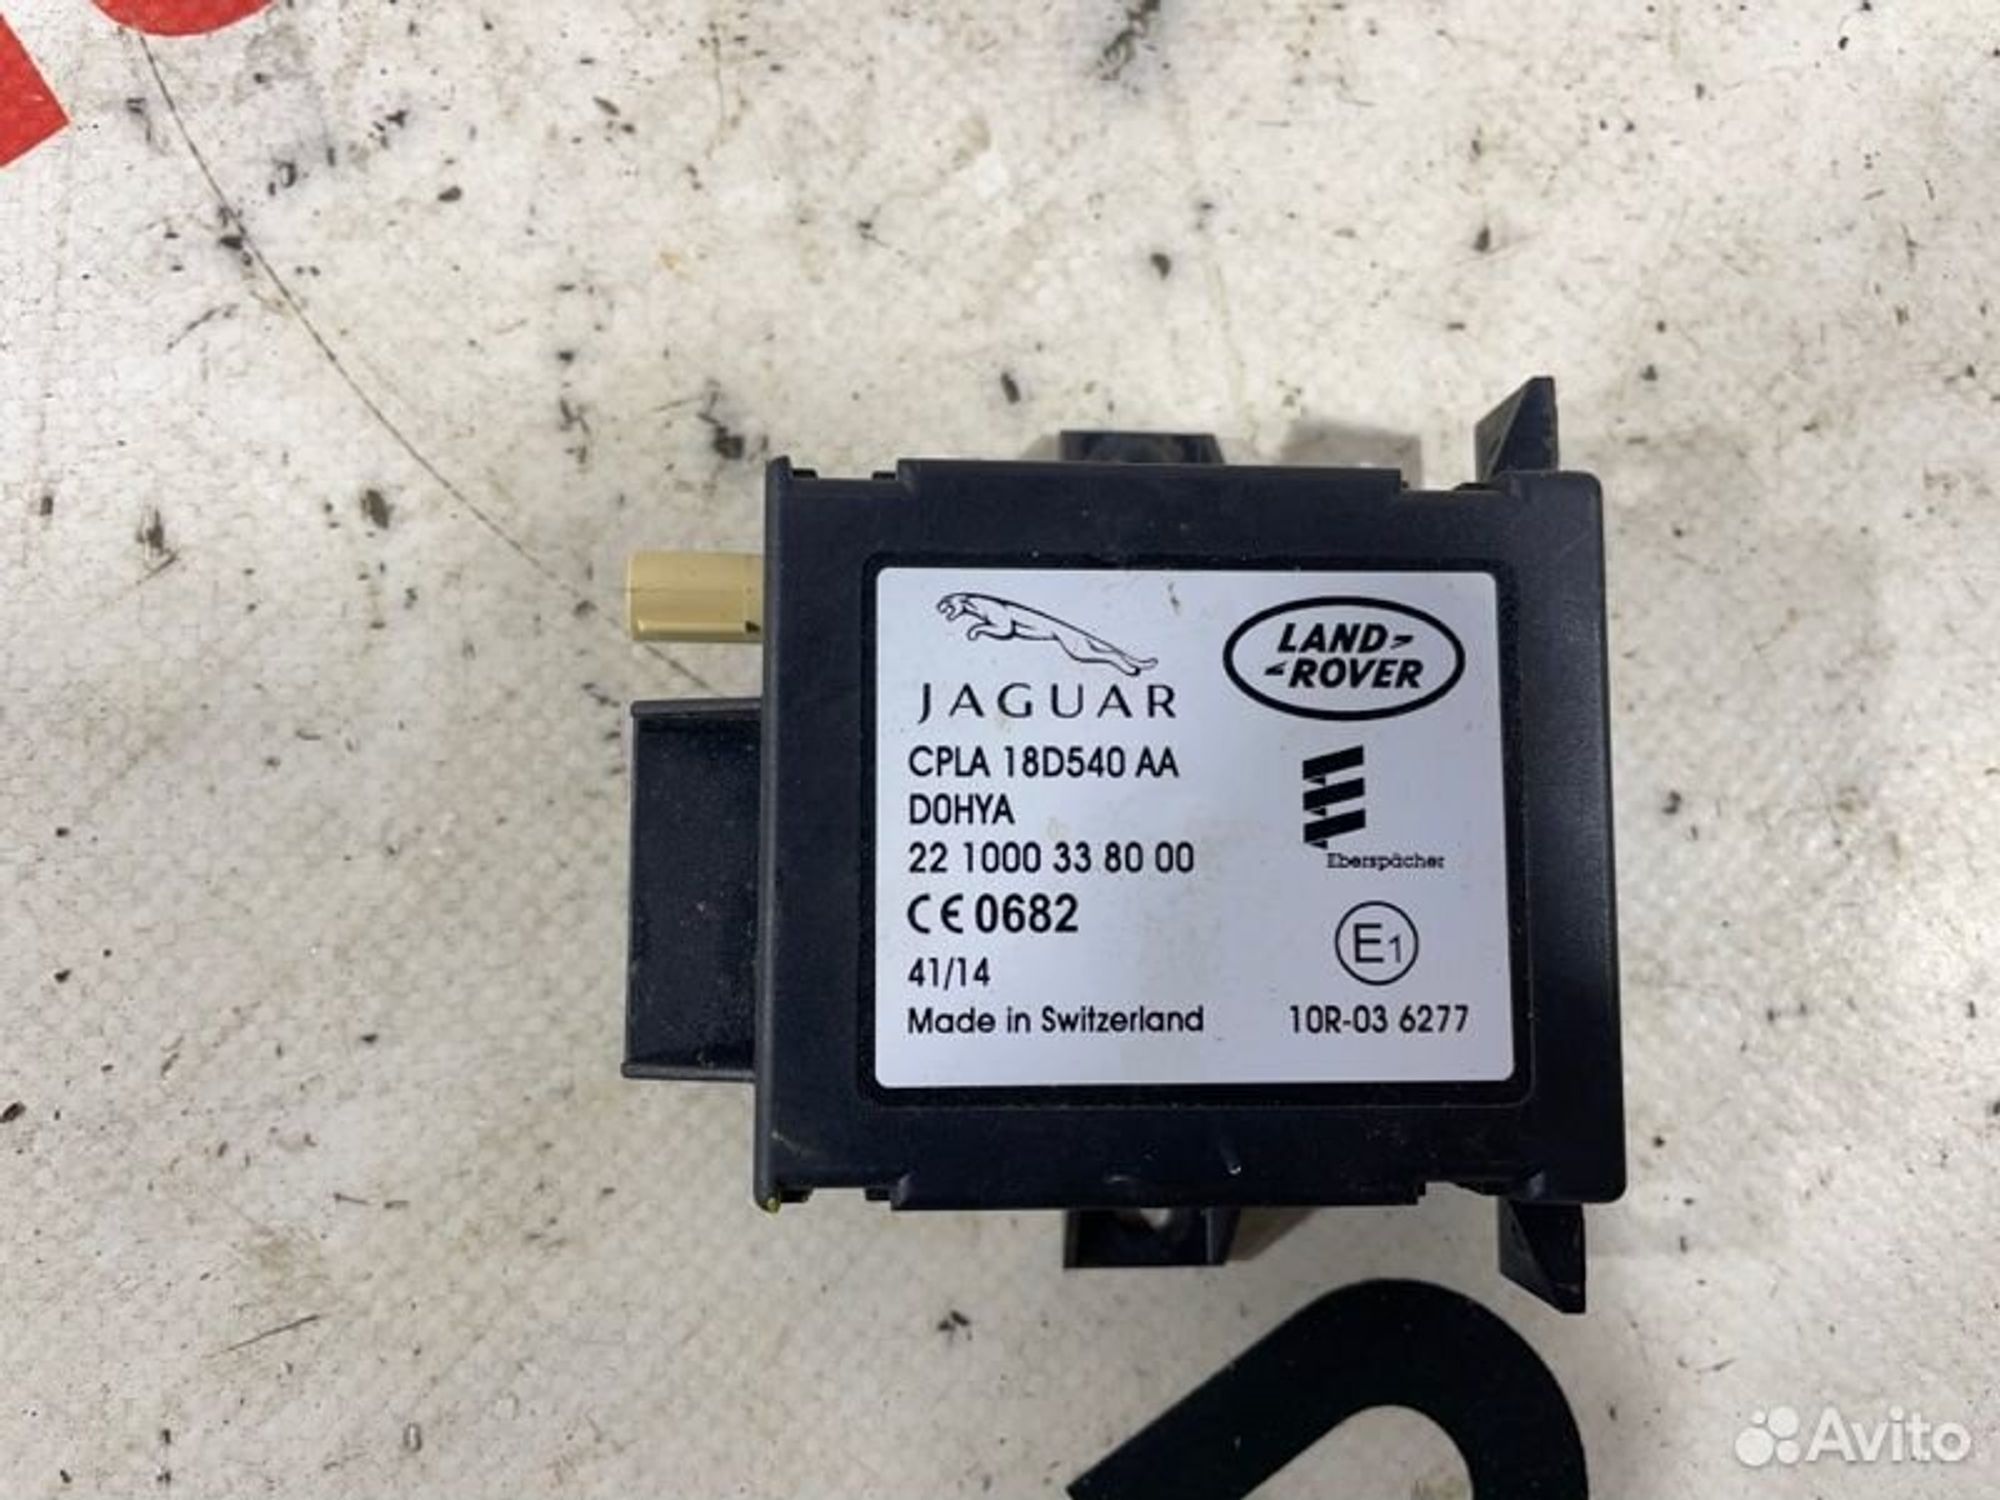 JAGUAR
LAND
ROVER
CPLA 18D540 AA
D0HYA
22 1000 33 80 00
Eberspächer
CE 0682
E1
41/14
Made in Switzerland
10R-03 6277
Avito